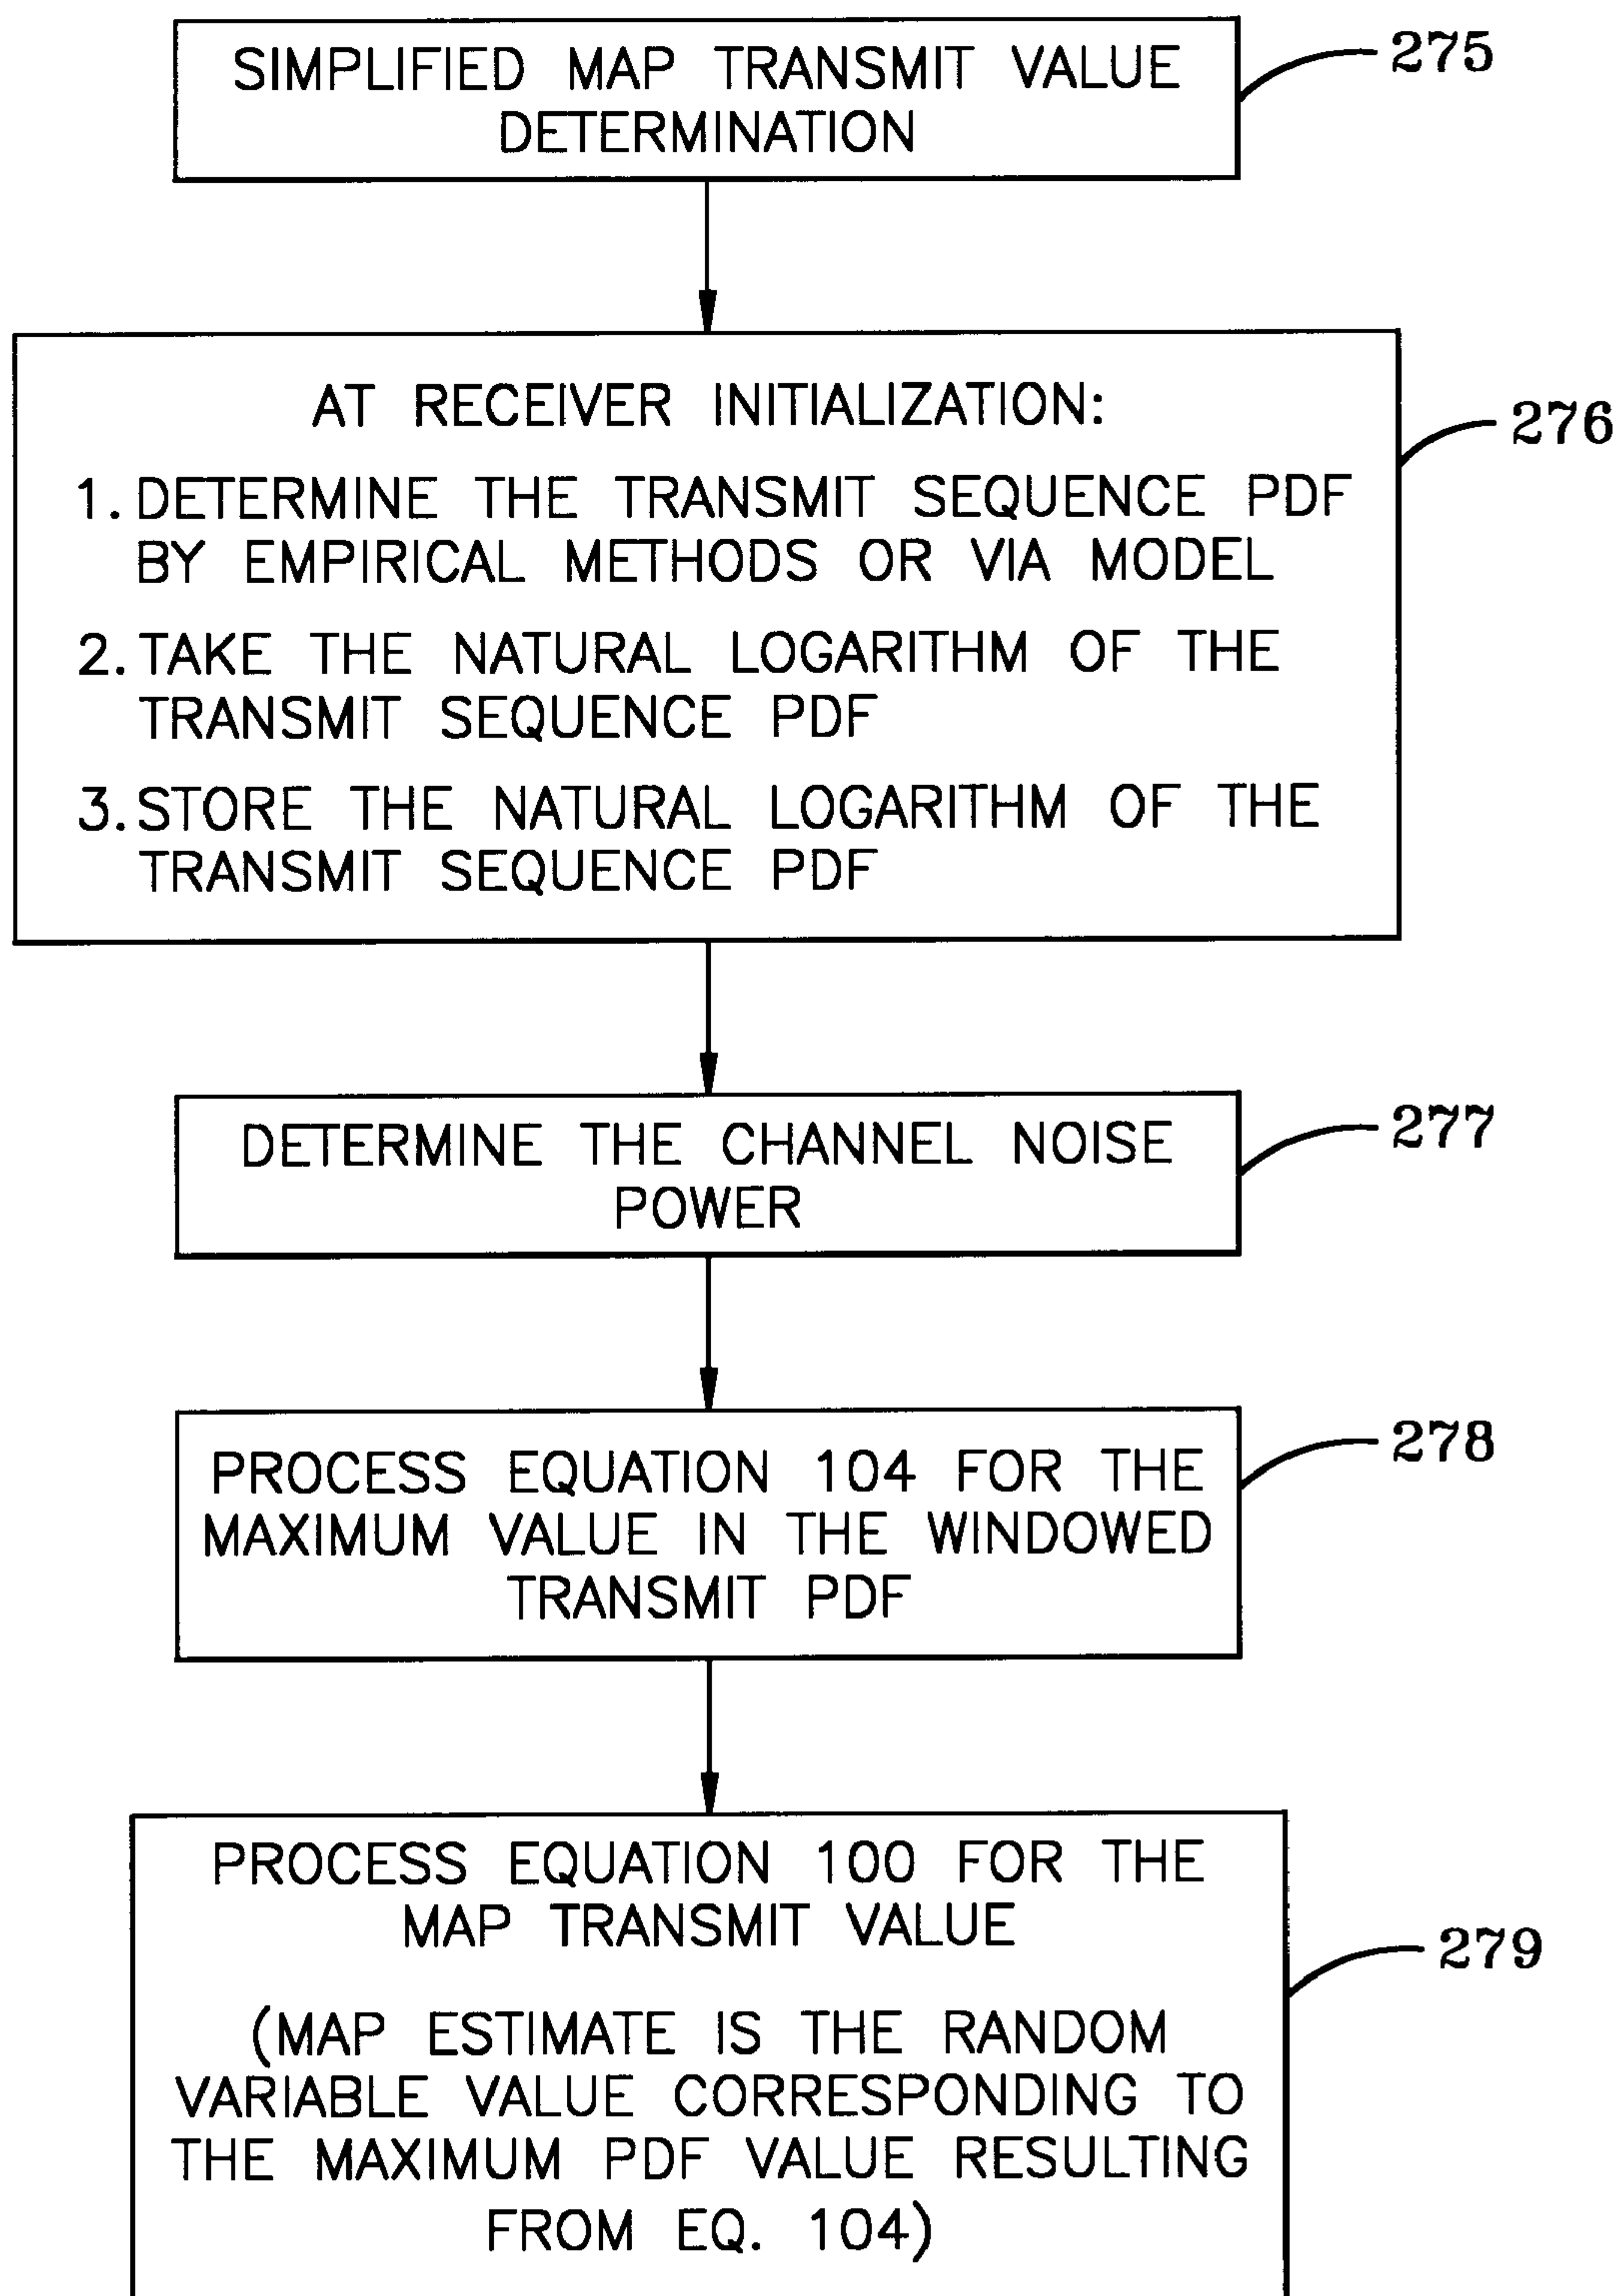 SIMPLIFIED MAP TRANSMIT VALUE
DETERMINATION
275
AT RECEIVER INITIALIZATION:
276
1. DETERMINE THE TRANSMIT SEQUENCE PDF
BY EMPIRICAL METHODS OR VIA MODEL
2. TAKE THE NATURAL LOGARITHM OF THE
TRANSMIT SEQUENCE PDF
3. STORE THE NATURAL LOGARITHM OF THE
TRANSMIT SEQUENCE PDF
DETERMINE THE CHANNEL NOISE
POWER
277
PROCESS EQUATION 104 FOR THE
MAXIMUM VALUE IN THE WINDOWED
TRANSMIT PDF
278
PROCESS EQUATION 100 FOR THE
MAP TRANSMIT VALUE
279
(MAP ESTIMATE IS THE RANDOM
VARIABLE VALUE CORRESPONDING TO
THE MAXIMUM PDF VALUE RESULTING
FROM EQ. 104)